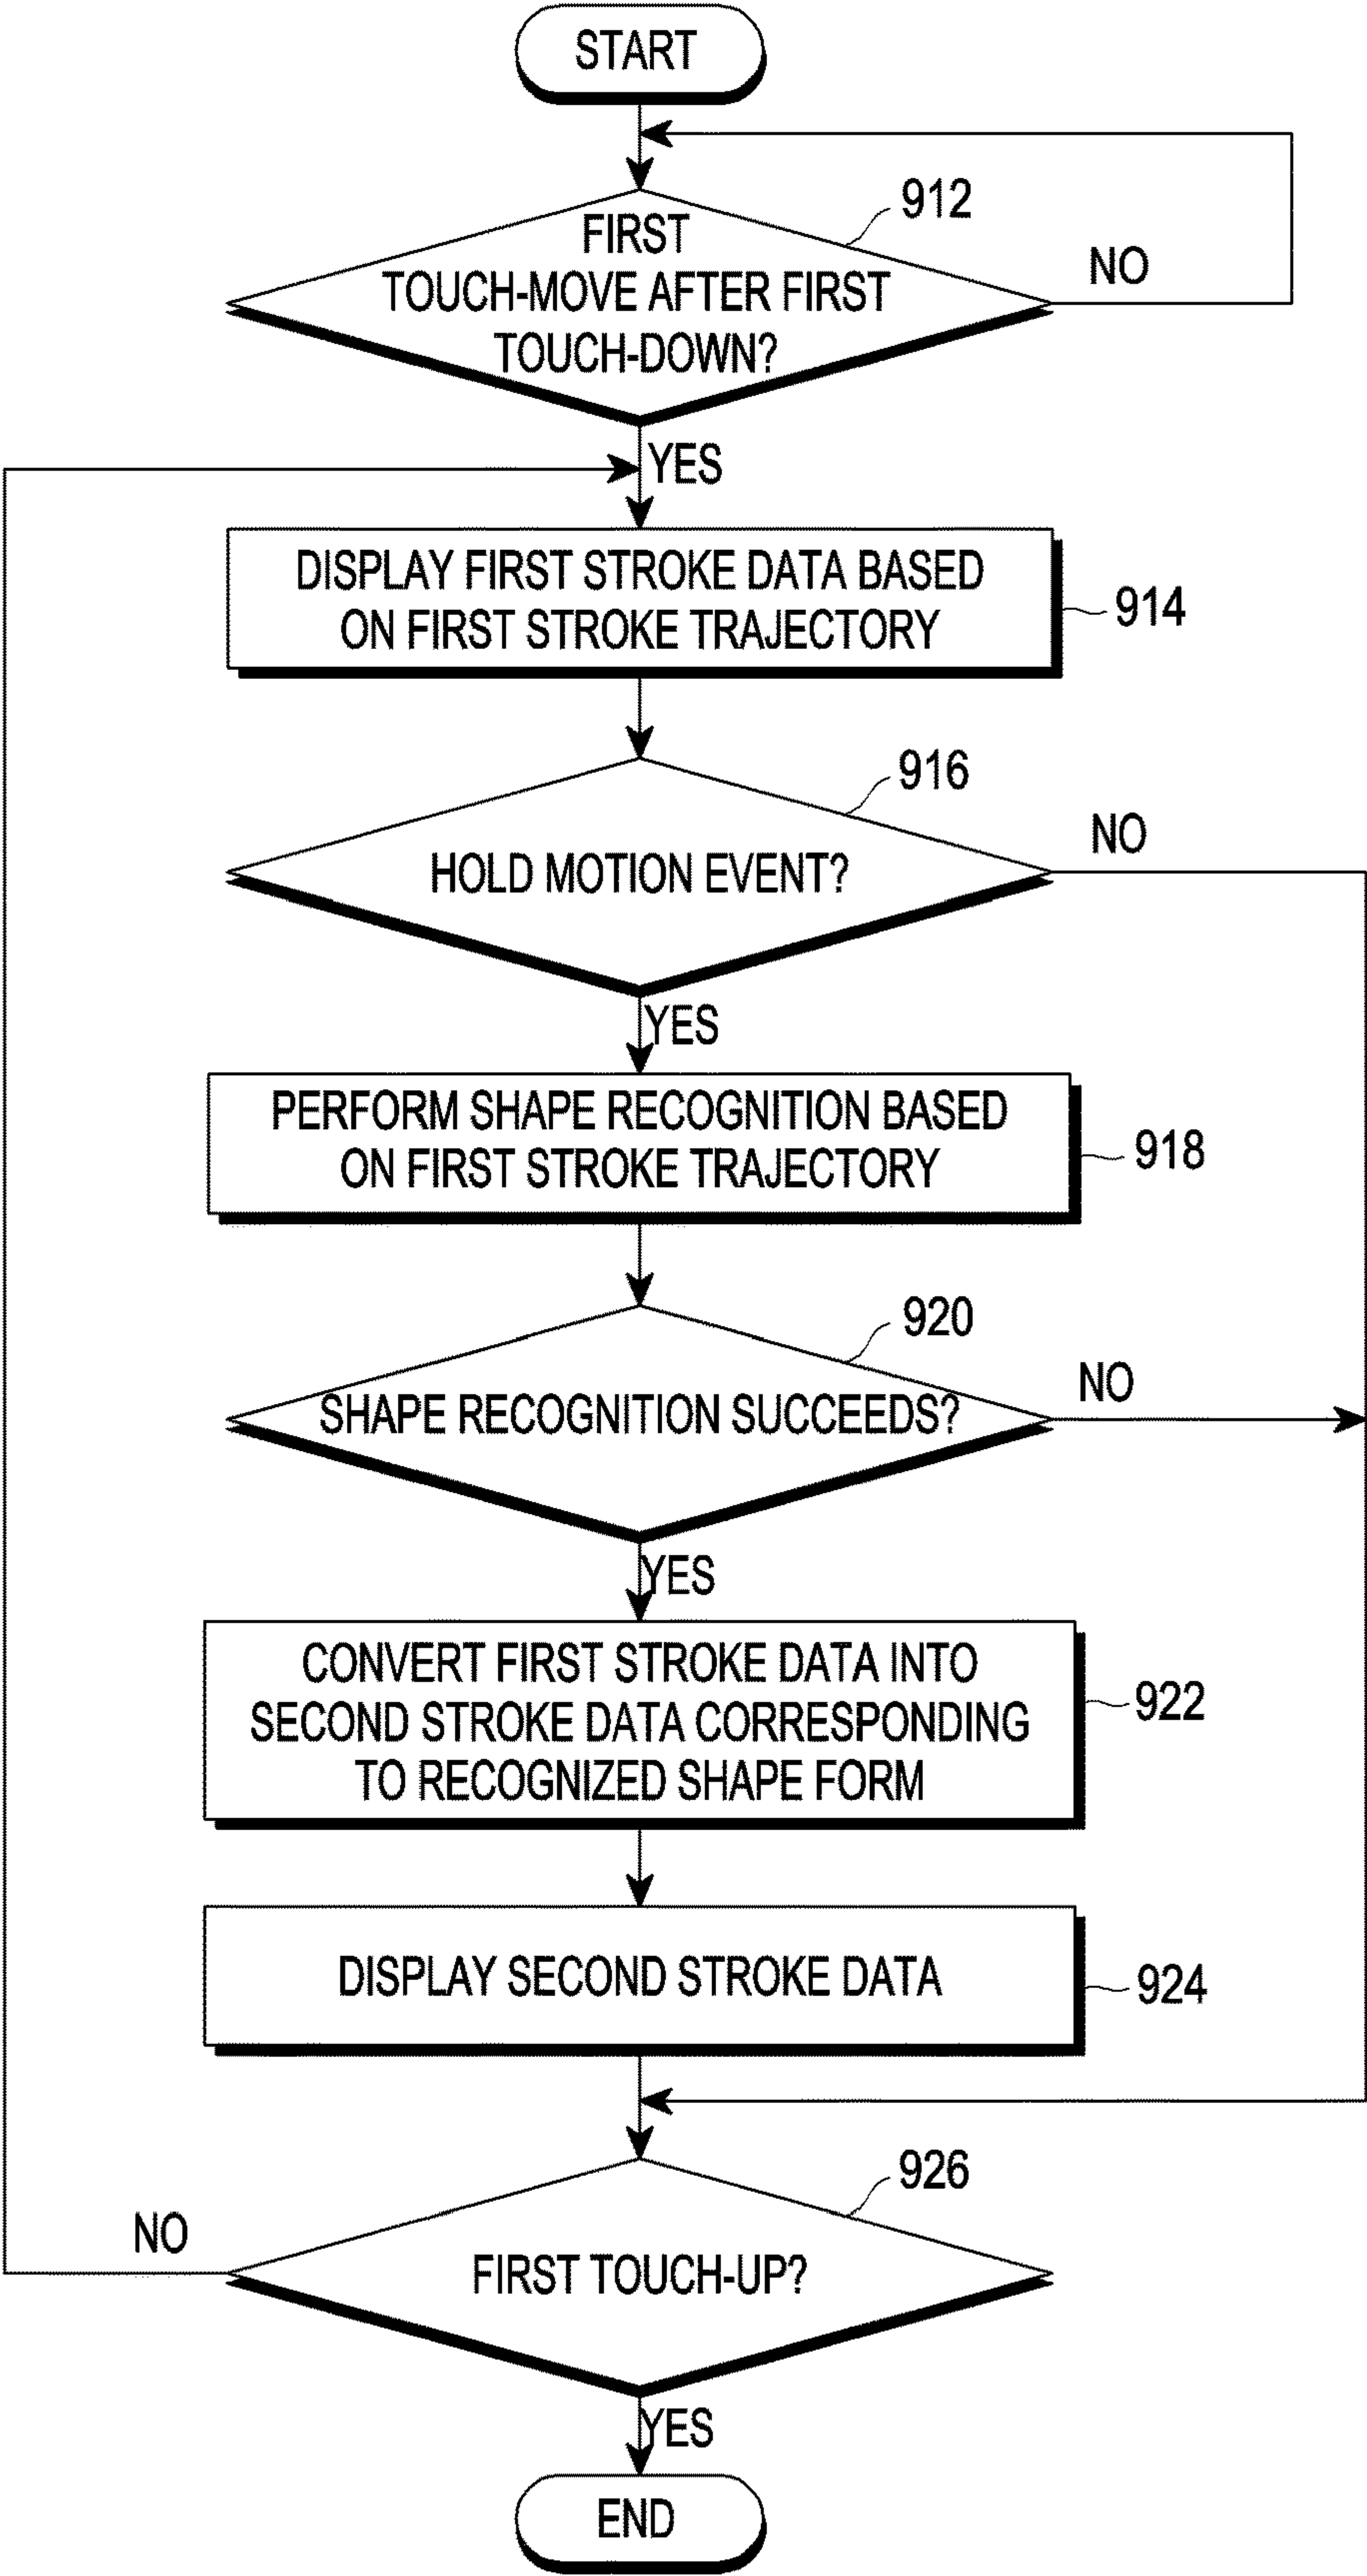 START
912
FIRST
TOUCH-MOVE AFTER FIRST
TOUCH-DOWN?
NO
YES
DISPLAY FIRST STROKE DATA BASED
ON FIRST STROKE TRAJECTORY
914
916
HOLD MOTION EVENT?
NO
YES
PERFORM SHAPE RECOGNITION BASED
ON FIRST STROKE TRAJECTORY
918
920
SHAPE RECOGNITION SUCCEEDS?
NO
YES
CONVERT FIRST STROKE DATA INTO
SECOND STROKE DATA CORRESPONDING
TO RECOGNIZED SHAPE FORM
922
DISPLAY SECOND STROKE DATA
924
926
NO
FIRST TOUCH-UP?
YES
END